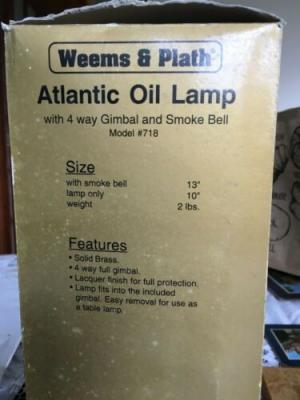 Weems & Plath®
Atlantic Oil Lamp
with 4 way Gimbal and Smoke Bell
Model #718
Size
with smoke bell 13"
lamp only 10"
weight 2 lbs.
Features
• Solid Brass.
• 4 way full gimbal.
• Lacquer finish for full protection.
• Lamp fits into the included
gimbal. Easy removal for use as
a table lamp.